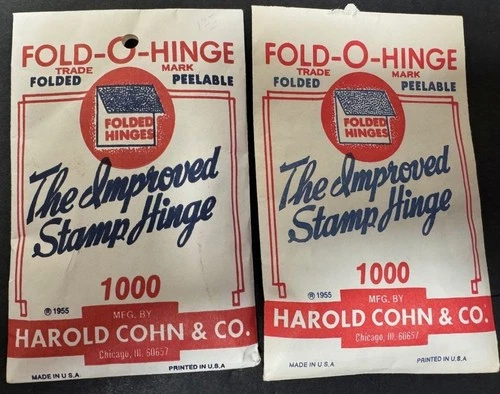 FOLD-O-HINGE
TRADE MARK
FOLDED PEELABLE
FOLDED
HINGES
The Improved
Stamp Hinge
1000
® 1955
MFG. BY
HAROLD COHN & CO.
Chicago, Ill. 60657
MADE IN U.S.A. PRINTED IN U.S.A
FOLD-O-HINGE
TRADE MARK
FOLDED PEELABLE
FOLDED
HINGES
The Improved
Stamp Hinge
1000
® 1955
MFG. BY
HAROLD COHN & CO.
Chicago, Ill. 60657
MADE IN U.S.A. PRINTED IN U.S.A